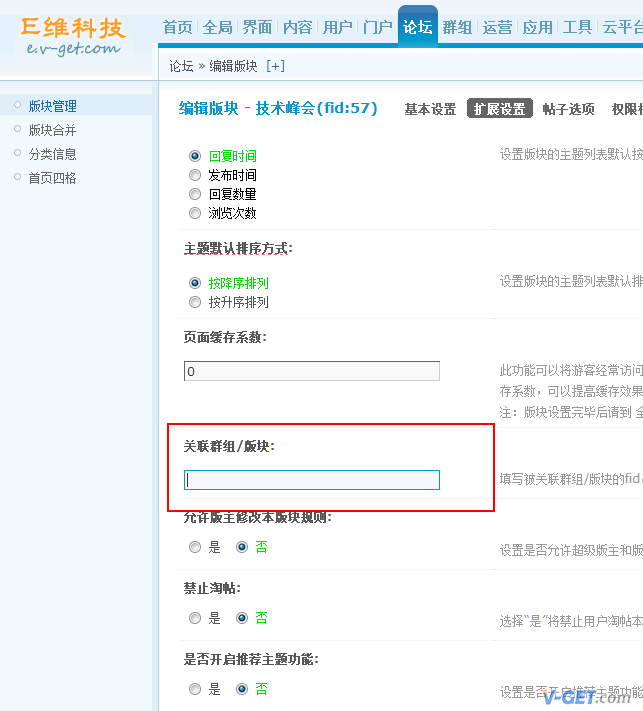 巨维科技
e.v-get.com
首页 全局 界面 内容 用户 门户 论坛 群组 运营 应用 工具 云平台
论坛 » 编辑版块 [+]
版块管理
版块合并
分类信息
首页四格
编辑版块 - 技术峰会(fid:57) 基本设置 扩展设置 帖子选项 权限
回复时间
发布时间
回复数量
浏览次数
设置版块的主题列表默认按
主题默认排序方式:
按降序排列
按升序排列
设置版块的主题列表默认排
页面缓存系数:
0
此功能可以将游客经常访问
存系数，可以提高缓存效果
注：版块设置完毕后请到 全
关联群组/版块:
填写被关联群组/版块的fid
允许版主修改本版块规则:
是 否
设置是否允许超级版主和版
禁止淘帖:
是 否
选择“是”将禁止用户淘帖本
是否开启推荐主题功能:
是 否
设置是否开启推荐主题功能
V-GET.com